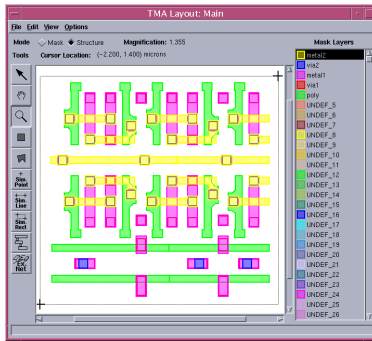 TMA Layout: Main
File Edit View Options
Mode Mask Structure Magnification: 1.355
Tools Cursor Location: (-2.200, 1.400) microns
Mask Layers
metal2
via2
metal1
via1
poly
UNDEF_5
UNDEF_6
UNDEF_7
UNDEF_8
UNDEF_9
UNDEF_10
UNDEF_11
UNDEF_12
UNDEF_13
UNDEF_14
UNDEF_15
UNDEF_16
UNDEF_17
UNDEF_18
UNDEF_19
UNDEF_20
UNDEF_21
UNDEF_22
UNDEF_23
UNDEF_24
UNDEF_25
UNDEF_26
Sim.
Point
Sim.
Line
Sim.
Rect
Ex.
Net